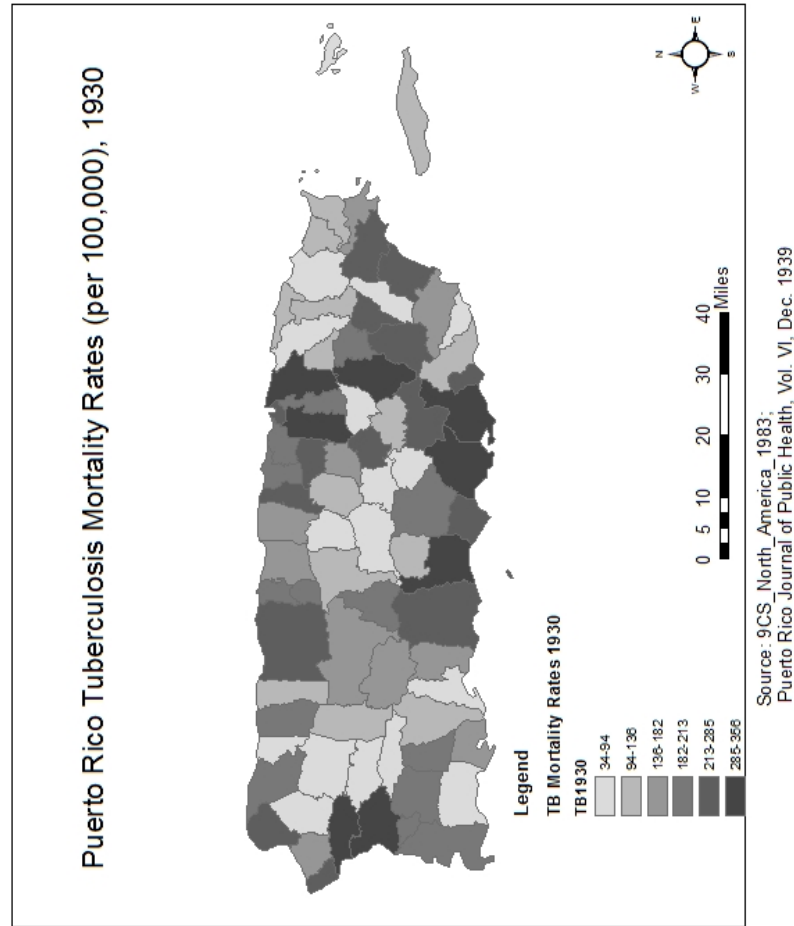 Puerto Rico Tuberculosis Mortality Rates (per 100,000), 1930
N
W
E
S
Legend
TB Mortality Rates 1930
TB1930
34-94
94-136
136-182
182-213
213-285
285-356
0 5 10 20 30 40
Miles
Source: 9CS_North_America_1983;
Puerto Rico Journal of Public Health, Vol. VI, Dec. 1939